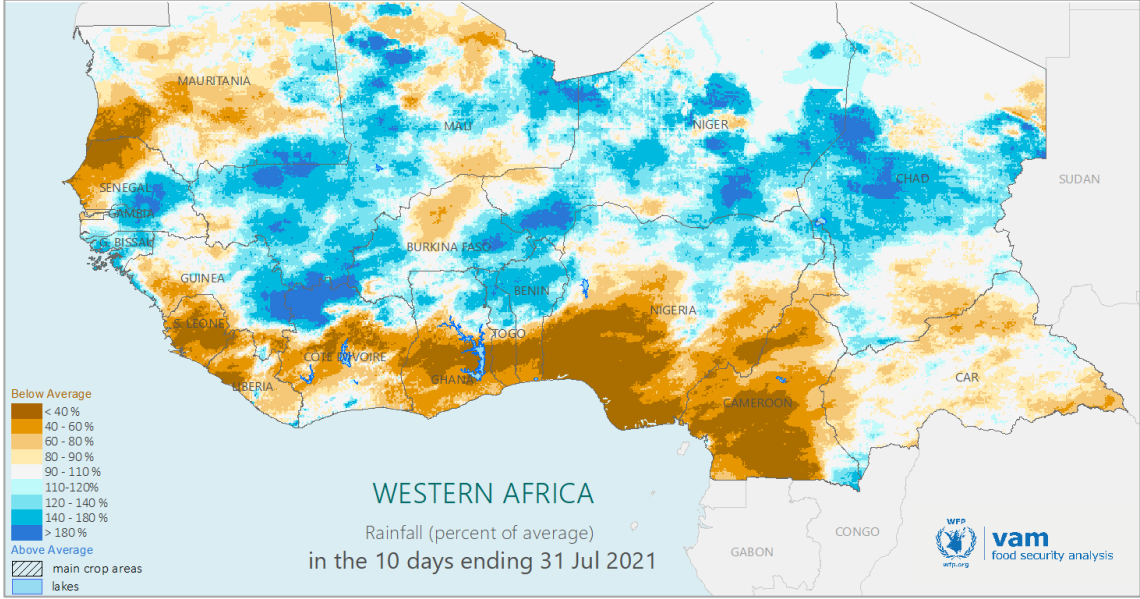 MAURITANIA
MALI
NIGER
CHAD
SUDAN
SENEGAL
GAMBIA
G. BISSAU
BURKINA FASO
GUINEA
BENIN
NIGERIA
S. LEONE
TOGO
COTE D'IVOIRE
GHANA
LIBERIA
CAR
CAMEROON
GABON
CONGO
Below Average
< 40 %
40 - 60 %
60 - 80 %
80 - 90 %
90 - 110 %
110-120%
120 - 140 %
140 - 180 %
> 180 %
Above Average
main crop areas
lakes
WESTERN AFRICA
Rainfall (percent of average)
in the 10 days ending 31 Jul 2021
WFP
wfp.org
vam
food security analysis